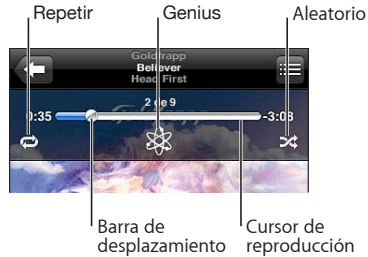 Repetir
Genius
Aleatorio
Goldfrapp
Believer
Head First
2 de 9
0:35
-3:08
Barra de
desplazamiento
Cursor de
reproducción